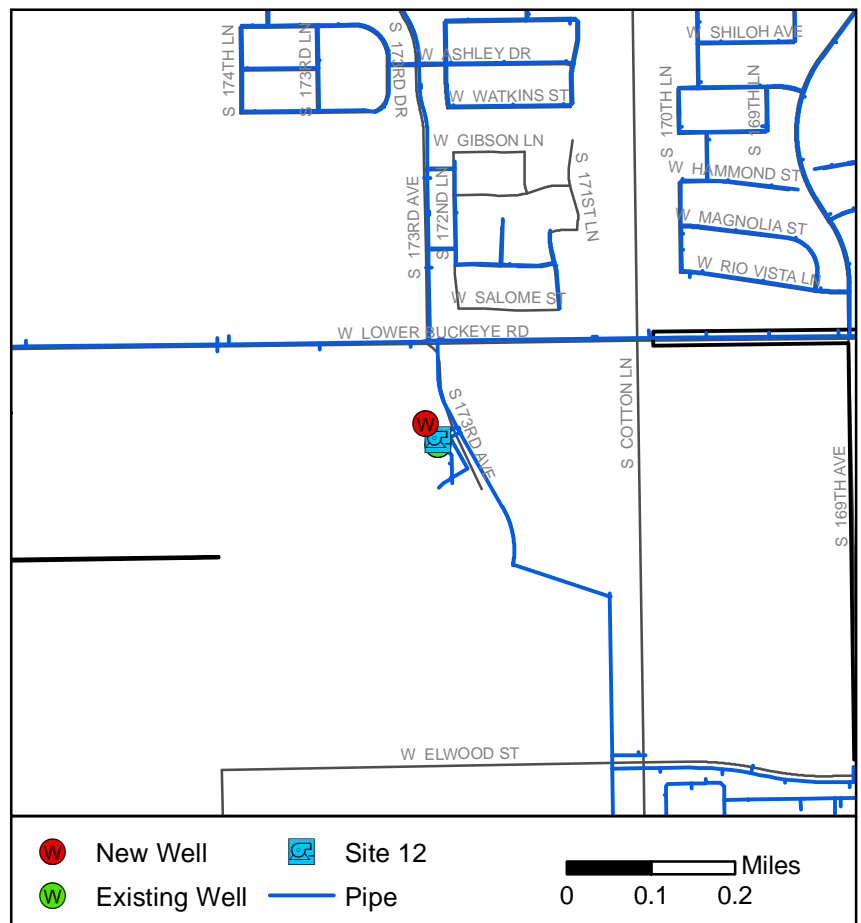 S 174TH LN
S 173RD LN
S 173RD DR
W ASHLEY DR
W WATKINS ST
W SHILOH AVE
S 170TH LN
S 169TH LN
W GIBSON LN
S 171ST LN
W HAMMOND ST
S 173RD AVE
S 172ND LN
W MAGNOLIA ST
W RIO VISTA LN
W SALOME ST
W LOWER BUCKEYE RD
S 173RD AVE
S COTTON LN
S 169TH AVE
W
W ELWOOD ST
W New Well
Site 12
W Existing Well
Pipe
Miles
0 0.1 0.2